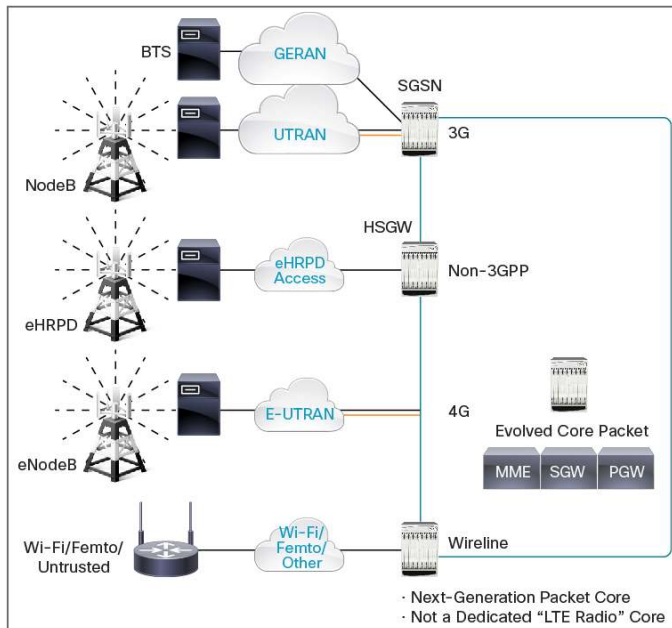 BTS
GERAN
SGSN
UTRAN
3G
NodeB
HSGW
eHRPD
Access
Non-3GPP
eHRPD
E-UTRAN
4G
Evolved Core Packet
eNodeB
MME
SGW
PGW
Wi-Fi/Femto/
Untrusted
Wi-Fi/
Femto/
Other
Wireline
· Next-Generation Packet Core
· Not a Dedicated “LTE Radio” Core